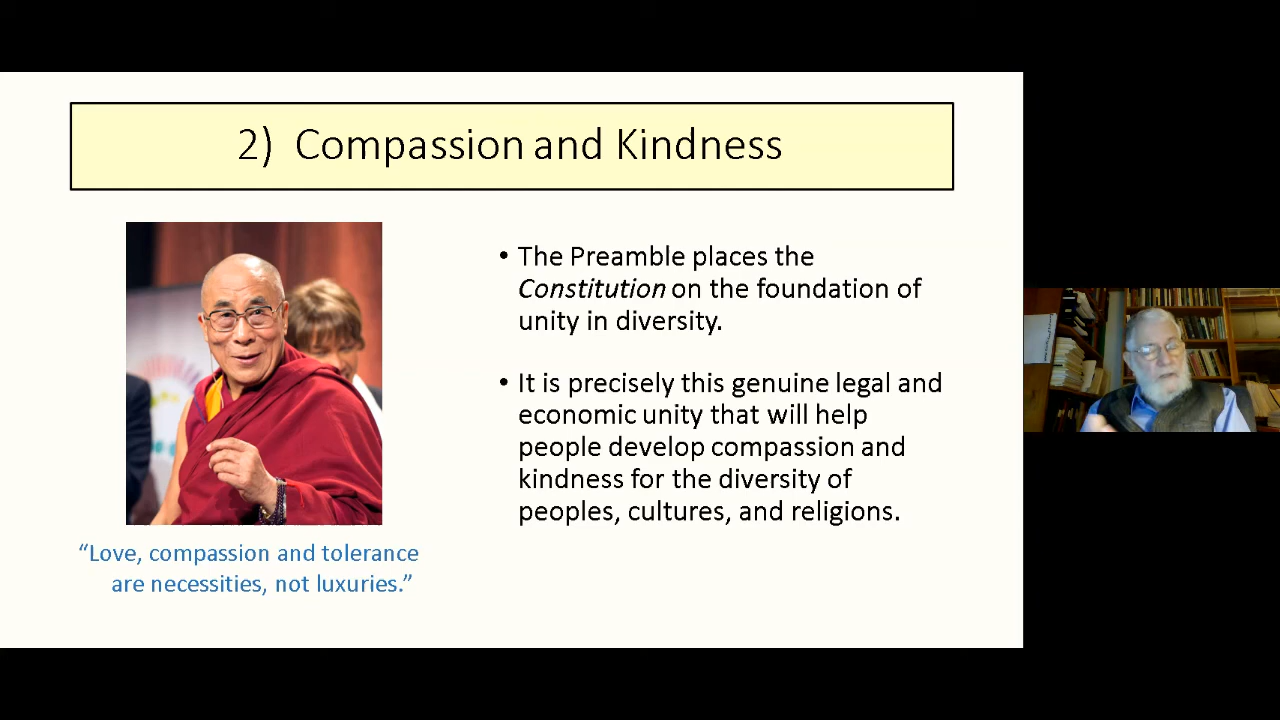 2)  Compassion and Kindness
• The Preamble places the
Constitution on the foundation of
unity in diversity.
• It is precisely this genuine legal and
economic unity that will help
people develop compassion and
kindness for the diversity of
peoples, cultures, and religions.
“Love, compassion and tolerance
are necessities, not luxuries.”